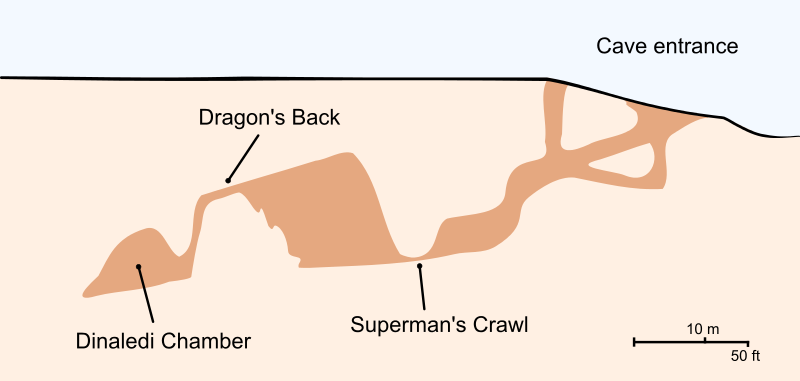 Cave entrance
Dragon's Back
Superman's Crawl
Dinaledi Chamber
10 m
50 ft